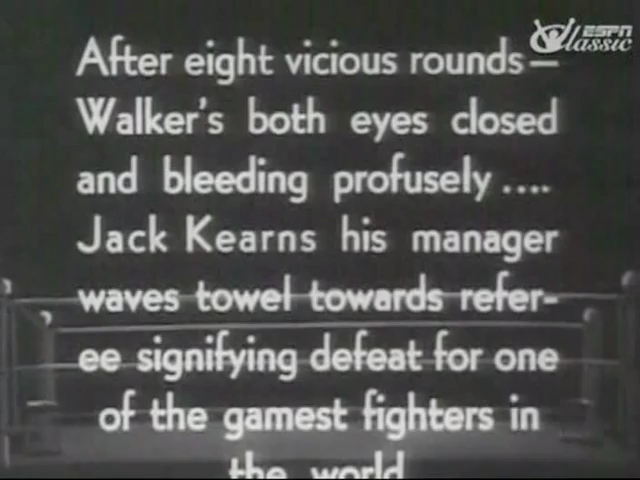 ESPN
Classic
After eight vicious rounds—
Walker's both eyes closed
and bleeding profusely....
Jack Kearns his manager
waves towel towards refer-
ee signifying defeat for one
of the gamest fighters in
the world